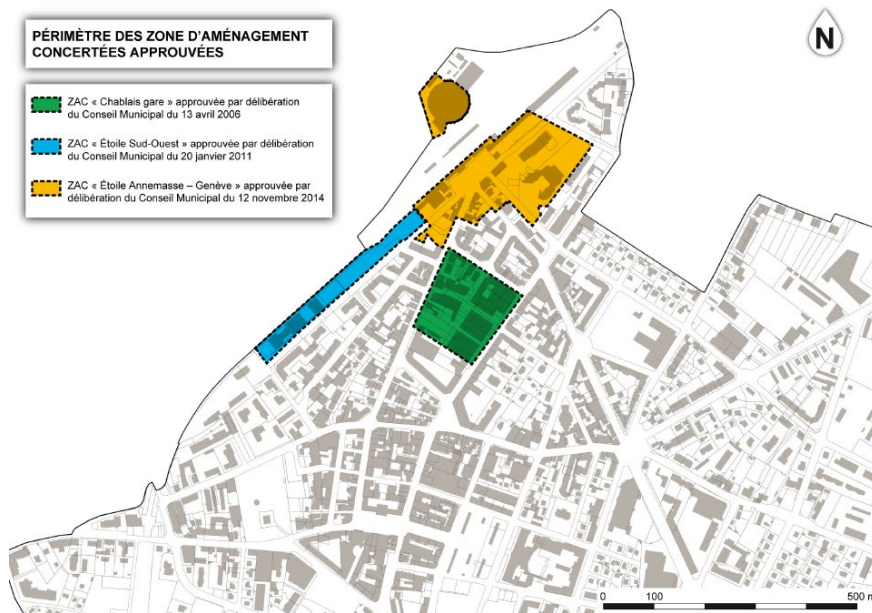 PÉRIMÈTRE DES ZONE D'AMÉNAGEMENT
CONCERTÉES APPROUVÉES
N
ZAC « Chablais gare » approuvée par délibération
du Conseil Municipal du 13 avril 2006
ZAC « Étoile Sud-Ouest » approuvée par délibération
du Conseil Municipal du 20 janvier 2011
ZAC « Étoile Annemasse – Genève » approuvée par
délibération du Conseil Municipal du 12 novembre 2014
0 100 500 m